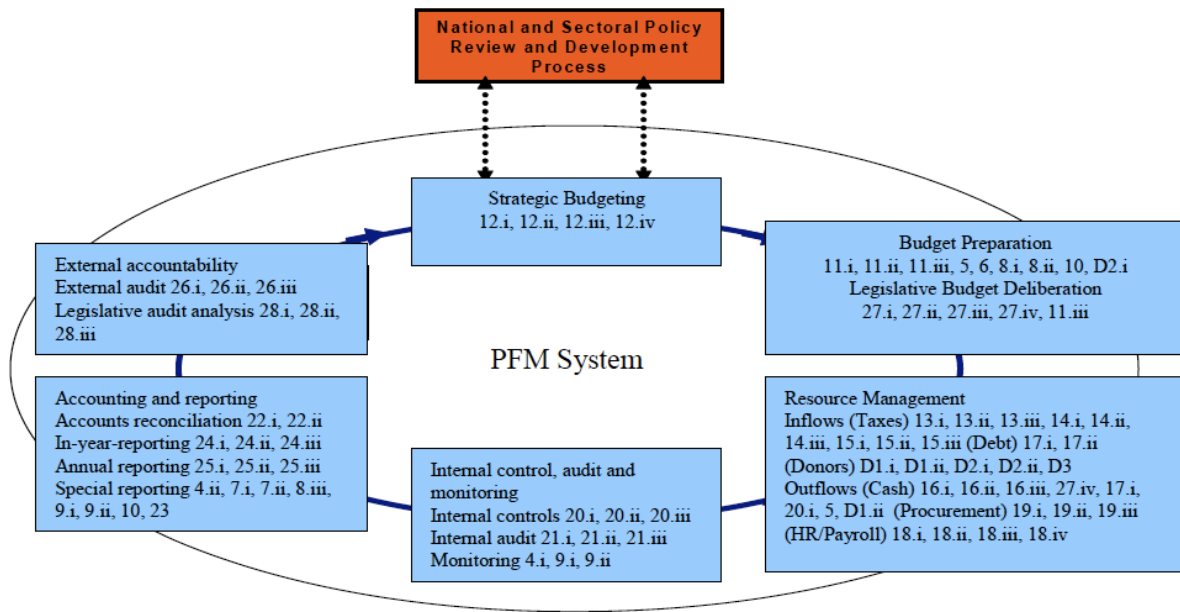 National and Sectoral Policy
Review and Development
Process
Strategic Budgeting
12.i, 12.ii, 12.iii, 12.iv
Budget Preparation
11.i, 11.ii, 11.iii, 5, 6, 8.i, 8.ii, 10, D2.i
Legislative Budget Deliberation
27.i, 27.ii, 27.iii, 27.iv, 11.iii
External accountability
External audit 26.i, 26.ii, 26.iii
Legislative audit analysis 28.i, 28.ii,
28.iii
PFM System
Accounting and reporting
Accounts reconciliation 22.i, 22.ii
In-year-reporting 24.i, 24.ii, 24.iii
Annual reporting 25.i, 25.ii, 25.iii
Special reporting 4.ii, 7.i, 7.ii, 8.iii,
9.i, 9.ii, 10, 23
Internal control, audit and
monitoring
Internal controls 20.i, 20.ii, 20.iii
Internal audit 21.i, 21.ii, 21.iii
Monitoring 4.i, 9.i, 9.ii
Resource Management
Inflows (Taxes) 13.i, 13.ii, 13.iii, 14.i, 14.ii,
14.iii, 15.i, 15.ii, 15.iii (Debt) 17.i, 17.ii
(Donors) D1.i, D1.ii, D2.i, D2.ii, D3
Outflows (Cash) 16.i, 16.ii, 16.iii, 27.iv, 17.i,
20.i, 5, D1.ii (Procurement) 19.i, 19.ii, 19.iii
(HR/Payroll) 18.i, 18.ii, 18.iii, 18.iv